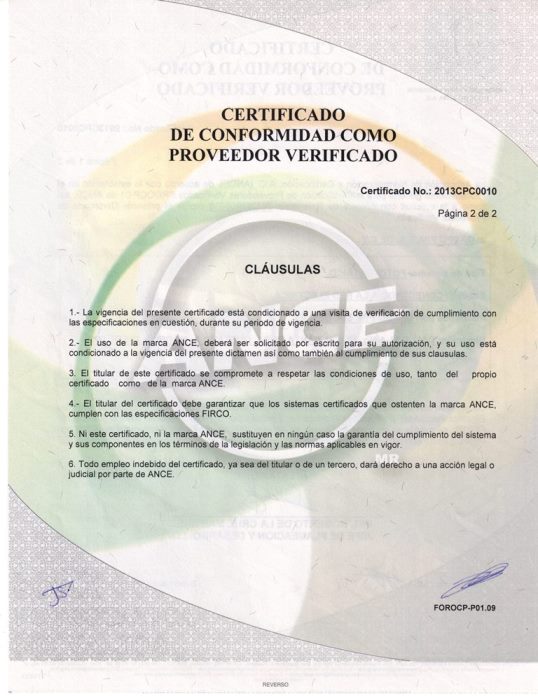 CERTIFICADO
DE CONFORMIDAD COMO
PROVEEDOR VERIFICADO
Certificado No.: 2013CPC0010
Página 2 de 2
CLÁUSULAS
1.- La vigencia del presente certificado está condicionado a una visita de verificación de cumplimiento con
las especificaciones en cuestión, durante su periodo de vigencia.
2.- El uso de la marca ANCE, deberá ser solicitado por escrito para su autorización, y su uso está
condicionado a la vigencia del presente dictamen así como también al cumplimiento de sus clausulas.
3. El titular de este certificado se compromete a respetar las condiciones de uso, tanto del propio
certificado como de la marca ANCE.
4.- El titular del certificado debe garantizar que los sistemas certificados que ostenten la marca ANCE,
cumplen con las especificaciones FIRCO.
5. Ni este certificado, ni la marca ANCE, sustituyen en ningún caso la garantía del cumplimiento del sistema
y sus componentes en los términos de la legislación y las normas aplicables en vigor.
6. Todo empleo indebido del certificado, ya sea del titular o de un tercero, dará derecho a una acción legal o
judicial por parte de ANCE.
ANCE
MR
FOROCP-P01.09
REVERSO